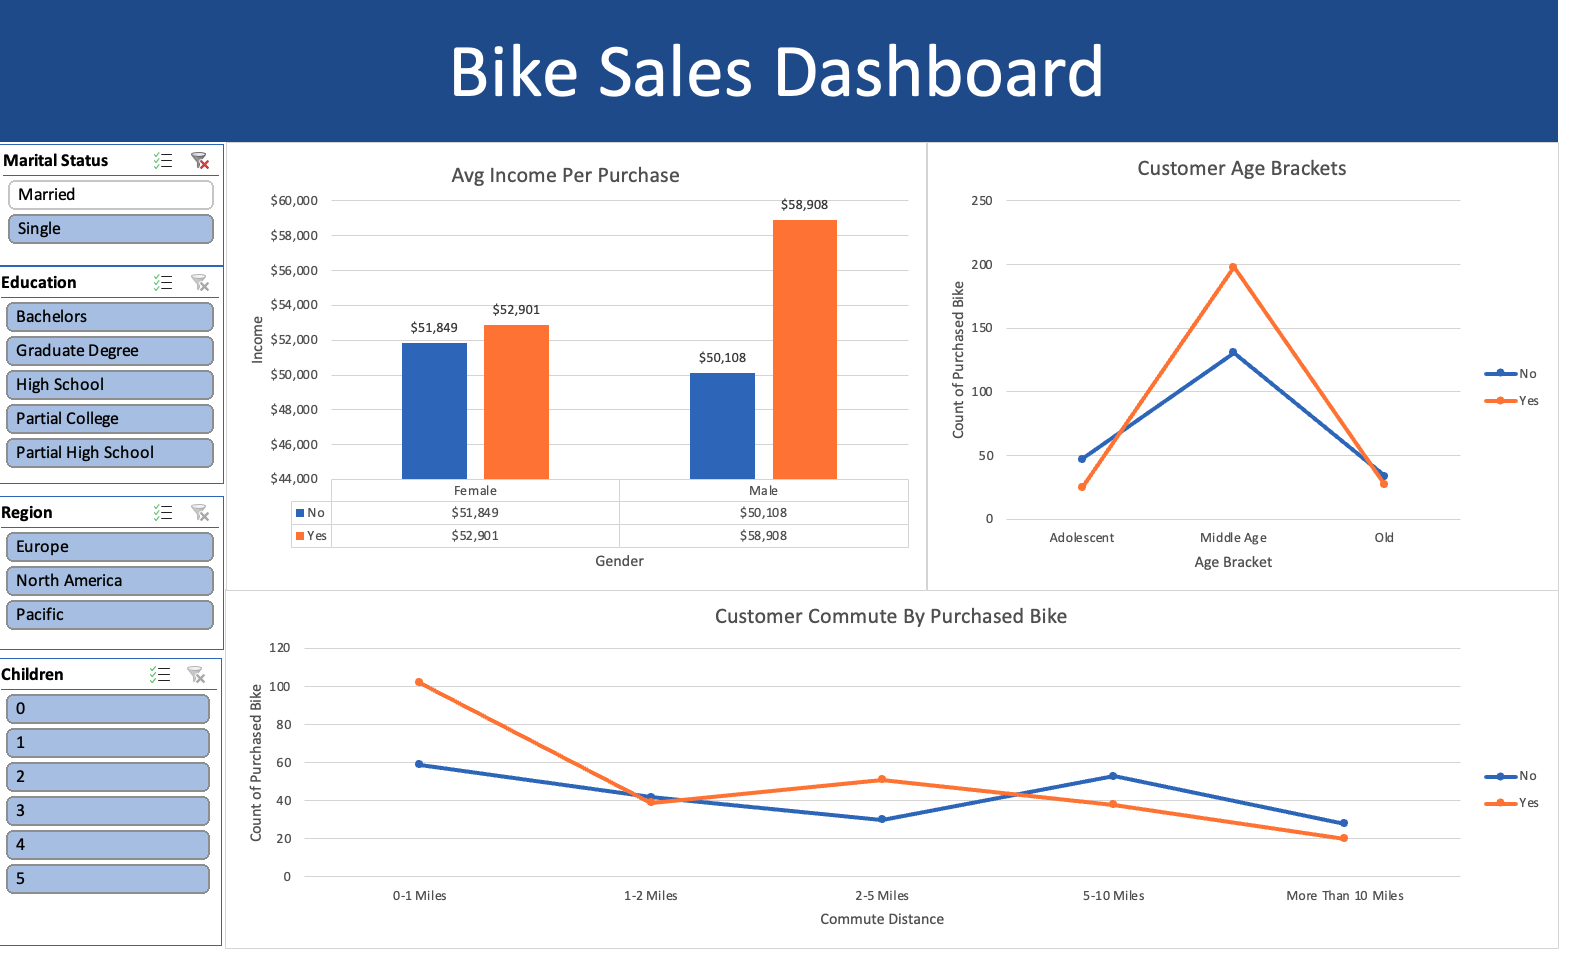 Bike Sales Dashboard
Marital Status
Married
Single
Education
Bachelors
Graduate Degree
High School
Partial College
Partial High School
Region
Europe
North America
Pacific
Children
0
1
2
3
4
5
Avg Income Per Purchase
$60,000
$58,000
$56,000
$54,000
$52,000
$50,000
$48,000
$46,000
$44,000
Income
$51,849
$52,901
$50,108
$58,908
Female Male
No $51,849 $50,108
Yes $52,901 $58,908
Gender
Customer Age Brackets
250
200
150
100
50
0
Count of Purchased Bike
Adolescent Middle Age Old
Age Bracket
No
Yes
Customer Commute By Purchased Bike
120
100
80
60
40
20
0
Count of Purchased Bike
0-1 Miles 1-2 Miles 2-5 Miles 5-10 Miles More Than 10 Miles
Commute Distance
No
Yes